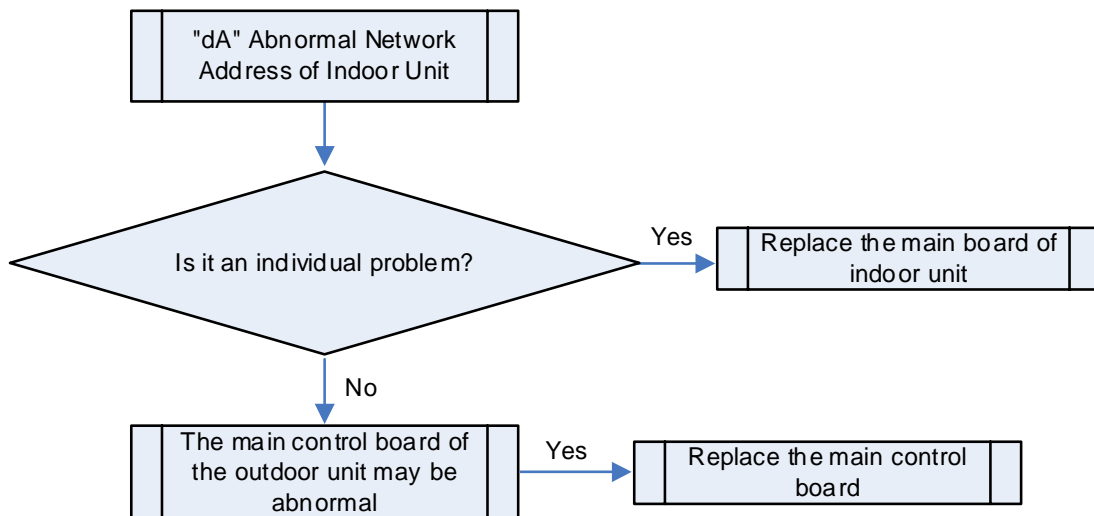 "dA" Abnormal Network
Address of Indoor Unit
Is it an individual problem?
Yes
Replace the main board of
indoor unit
No
The main control board of
the outdoor unit may be
abnormal
Yes
Replace the main control
board